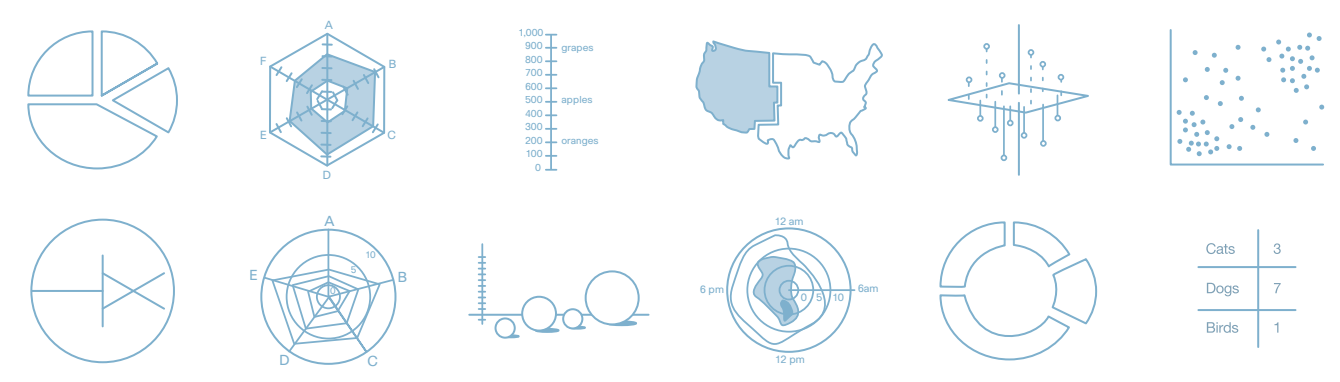 A
B
C
D
E
F
1,000
900
800
700
600
500
400
300
200
100
0
grapes
apples
oranges
A
B
C
D
E
10
5
0
12 am
6am
12 pm
6 pm
0 5 10
Cats 3
Dogs 7
Birds 1